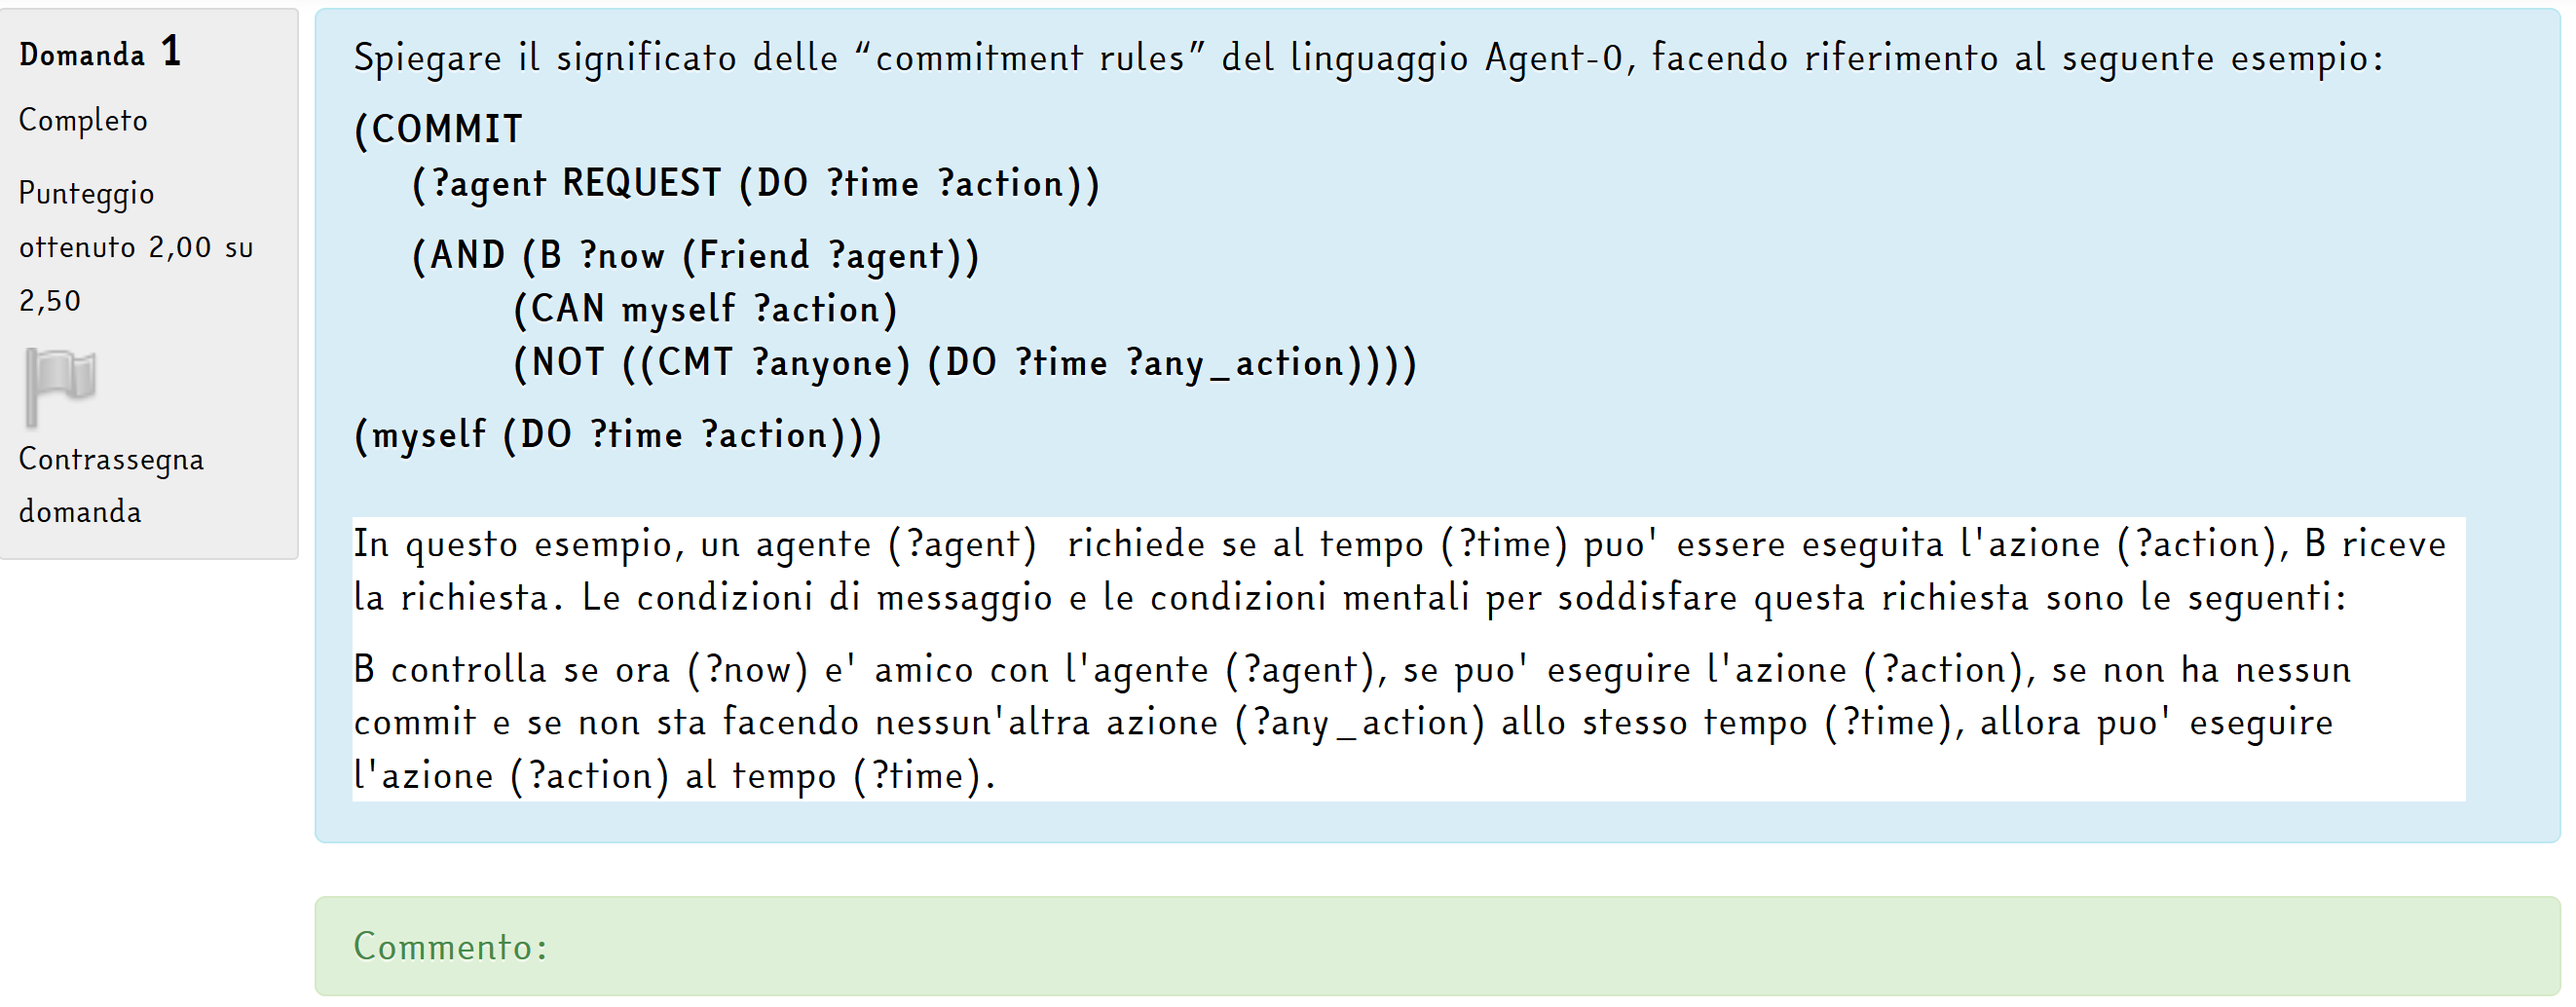 Domanda 1
Completo
Punteggio
ottenuto 2,00 su
2,50
Contrassegna
domanda
Spiegare il significato delle “commitment rules” del linguaggio Agent-0, facendo riferimento al seguente esempio:
(COMMIT
(?agent REQUEST (DO ?time ?action))
(AND (B ?now (Friend ?agent))
(CAN myself ?action)
(NOT ((CMT ?anyone) (DO ?time ?any_action))))
(myself (DO ?time ?action)))
In questo esempio, un agente (?agent)  richiede se al tempo (?time) puo' essere eseguita l'azione (?action), B riceve
la richiesta. Le condizioni di messaggio e le condizioni mentali per soddisfare questa richiesta sono le seguenti:
B controlla se ora (?now) e' amico con l'agente (?agent), se puo' eseguire l'azione (?action), se non ha nessun
commit e se non sta facendo nessun'altra azione (?any_action) allo stesso tempo (?time), allora puo' eseguire
l'azione (?action) al tempo (?time).
Commento: